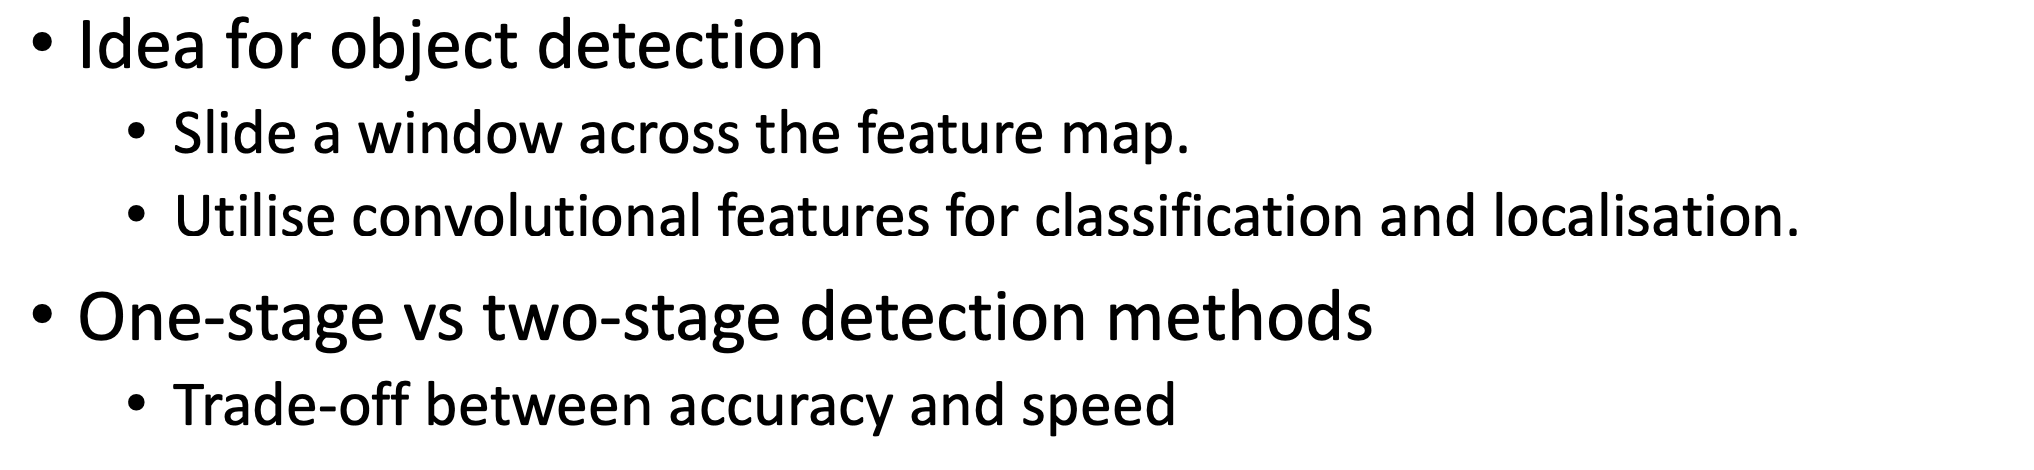 • Idea for object detection
• Slide a window across the feature map.
• Utilise convolutional features for classification and localisation.
• One-stage vs two-stage detection methods
• Trade-off between accuracy and speed